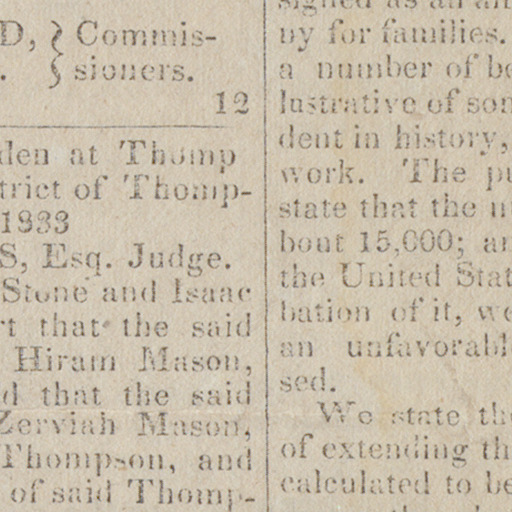 D, } Commis-
. } sioners.
12
den at Thomp
trict of Thomp-
1833
S, Esq. Judge.
Stone and Isaac
rt that the said
Hiram Mason,
d that the said
Zerviah Mason,
Thompson, and
of said Thomp-
signed as an
ny for families.
a number of be
lustrative of som
dent in history,
work. The pu
state that the
bout 15,000; an
the United Stat
bation of it, we
an unfavorabl
sed.
We state th
of extending th
calculated to be